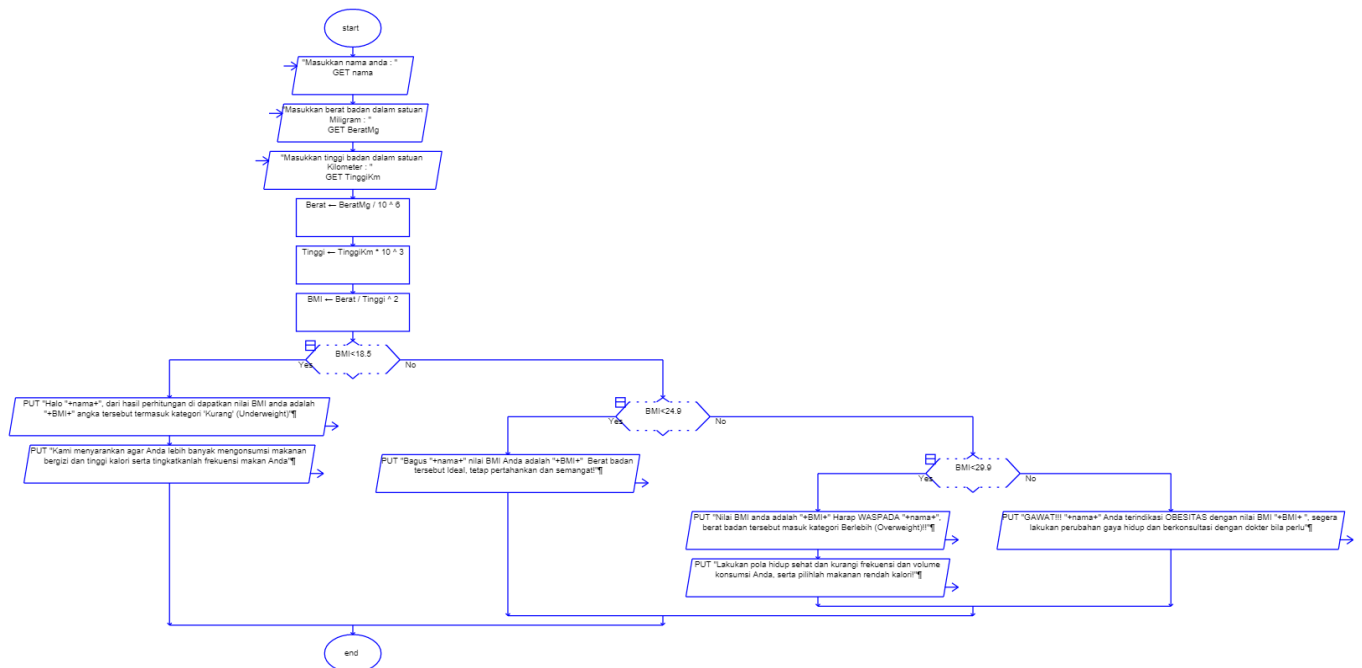 start
"Masukkan nama anda : "
GET nama
"Masukkan berat badan dalam satuan
Miligram : "
GET BeratMg
"Masukkan tinggi badan dalam satuan
Kilometer : "
GET TinggiKm
Berat ← BeratMg / 10 ^ 6
Tinggi ← TinggiKm * 10 ^ 3
BMI ← Berat / Tinggi ^ 2
BMI<18.5
Yes
No
PUT "Halo "+nama+", dari hasil perhitungan di dapatkan nilai BMI anda adalah
"+BMI+" angka tersebut termasuk kategori 'Kurang' (Underweight)"¶
PUT "Kami menyarankan agar Anda lebih banyak mengonsumsi makanan
bergizi dan tinggi kalori serta tingkatkanlah frekuensi makan Anda"¶
BMI<24.9
Yes
No
PUT "Bagus "+nama+" nilai BMI Anda adalah "+BMI+"  Berat badan
tersebut Ideal, tetap pertahankan dan semangat!"¶
BMI<29.9
Yes
No
PUT "Nilai BMI anda adalah "+BMI+" Harap WASPADA "+nama+",
berat badan tersebut masuk kategori Berlebih (Overweight)!!"¶
PUT "Lakukan pola hidup sehat dan kurangi frekuensi dan volume
konsumsi Anda, serta pilihlah makanan rendah kalori!"¶
PUT "GAWAT!!! "+nama+" Anda terindikasi OBESITAS dengan nilai BMI "+BMI+ ", segera
lakukan perubahan gaya hidup dan berkonsultasi dengan dokter bila perlu"¶
end